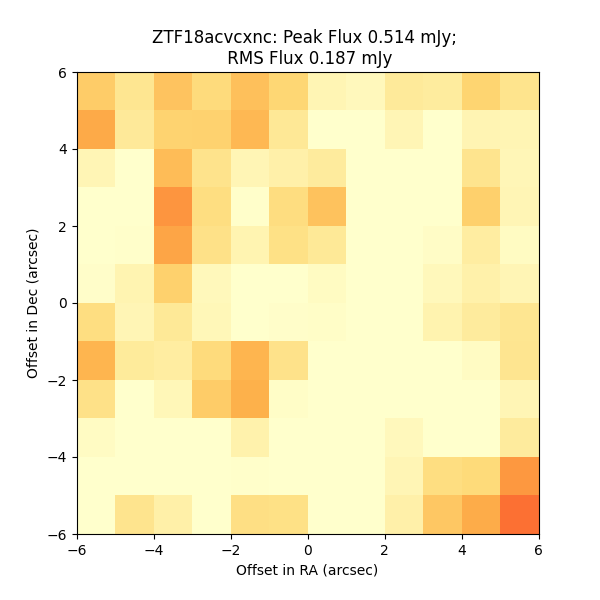 ZTF18acvcxnc: Peak Flux 0.514 mJy;
RMS Flux 0.187 mJy
6
4
2
0
−2
−4
−6
Offset in Dec (arcsec)
−6 −4 −2 0 2 4 6
Offset in RA (arcsec)